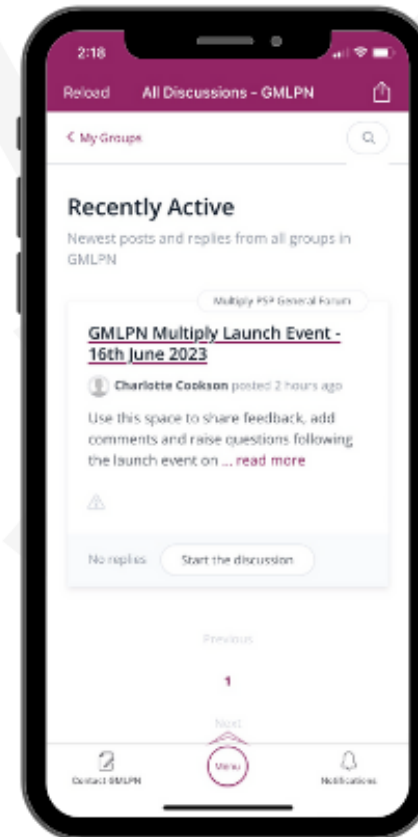 2:18
Reload All Discussions - GMLPN
< My Groups
Recently Active
Newest posts and replies from all groups in
GMLPN
Multiply PSP General Forum
GMLPN Multiply Launch Event -
16th June 2023
Charlotte Cookson posted 2 hours ago
Use this space to share feedback, add
comments and raise questions following
the launch event on ... read more
No replies Start the discussion
Previous
1
Next
Contact GMLPN Menu Notifications